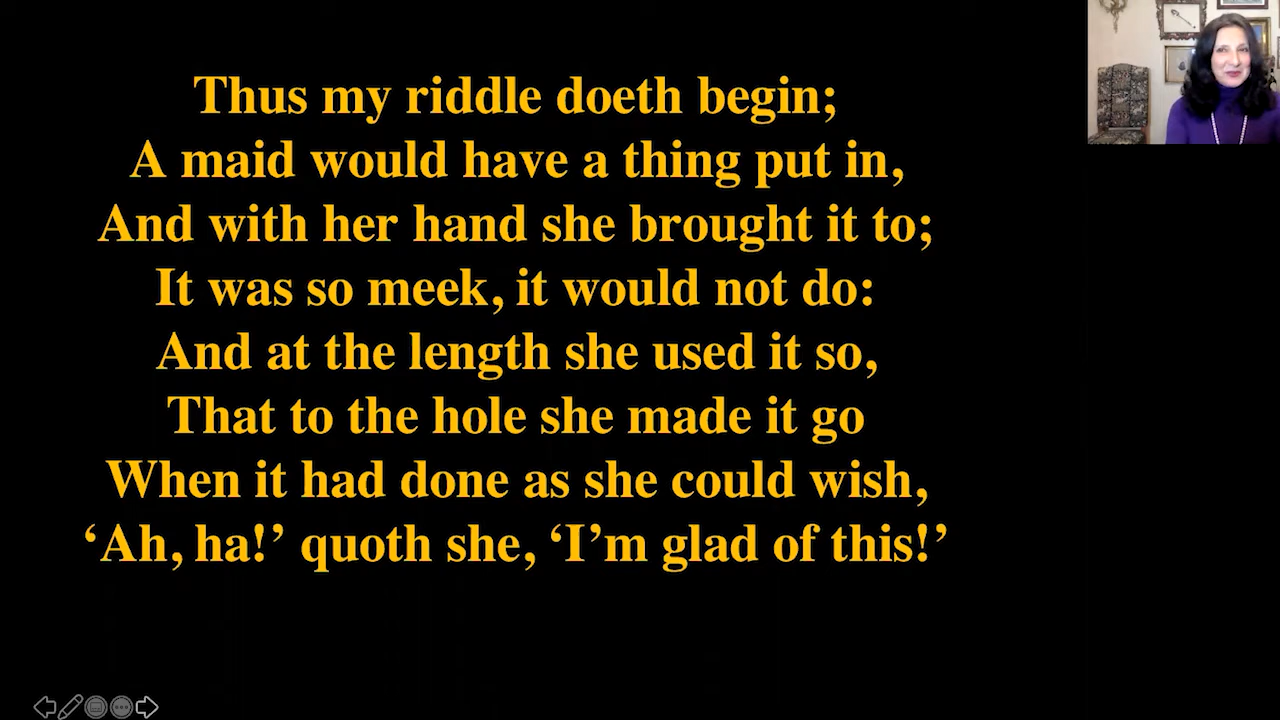 Thus my riddle doeth begin;
A maid would have a thing put in,
And with her hand she brought it to;
It was so meek, it would not do:
And at the length she used it so,
That to the hole she made it go
When it had done as she could wish,
‘Ah, ha!’ quoth she, ‘I’m glad of this!’